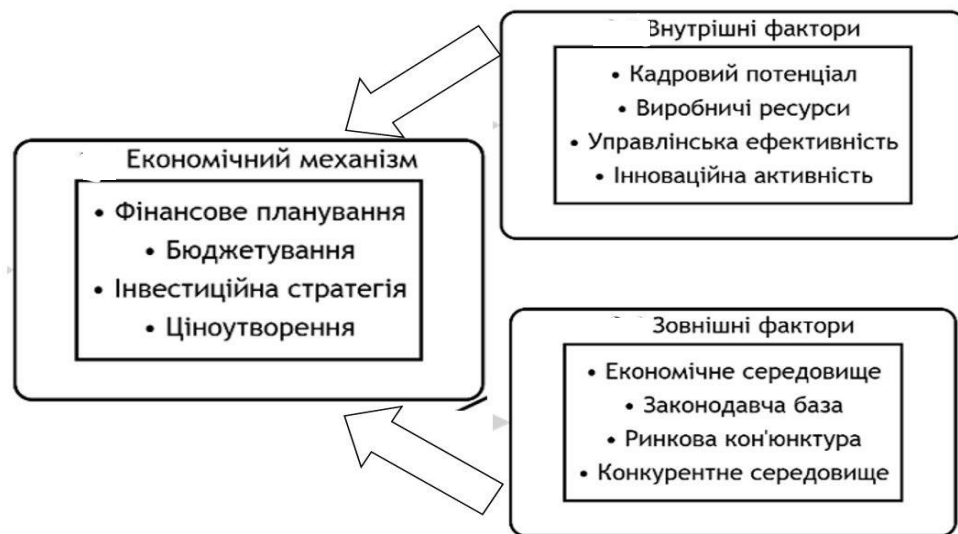 Внутрішні фактори
• Кадровий потенціал
• Виробничі ресурси
• Управлінська ефективність
• Інноваційна активність
Економічний механізм
• Фінансове планування
• Бюджетування
• Інвестиційна стратегія
• Ціноутворення
Зовнішні фактори
• Економічне середовище
• Законодавча база
• Ринкова кон'юнктура
• Конкурентне середовище